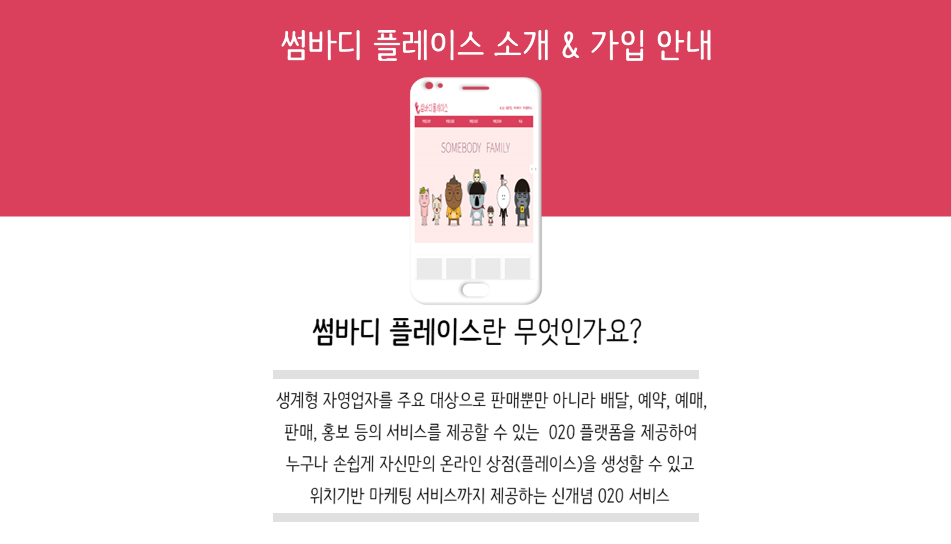 썸바디 플레이스 소개 & 가입 안내
썸바디플레이스
SOMEBODY FAMILY
썸바디 플레이스란 무엇인가요?
생계형 자영업자를 주요 대상으로 판매뿐만 아니라 배달, 예약, 예매,
판매, 홍보 등의 서비스를 제공할 수 있는 O2O 플랫폼을 제공하여
누구나 손쉽게 자신만의 온라인 상점(플레이스)을 생성할 수 있고
위치기반 마케팅 서비스까지 제공하는 신개념 O2O 서비스